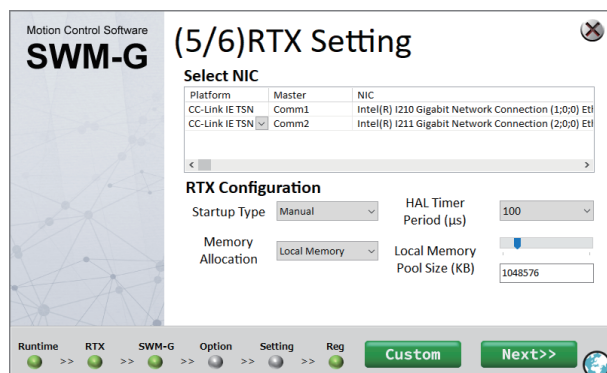 Motion Control Software
SWM-G
(5/6)RTX Setting
Select NIC
Platform Master NIC
CC-Link IE TSN Comm1 Intel(R) I210 Gigabit Network Connection (1;0;0) Etl
CC-Link IE TSN Comm2 Intel(R) I211 Gigabit Network Connection (2;0;0) Etl
RTX Configuration
Startup Type Manual
HAL Timer Period (µs) 100
Memory Allocation Local Memory
Local Memory Pool Size (KB)
1048576
Runtime RTX SWM-G Option Setting Reg
>> >> >> >> >>
Custom Next>>